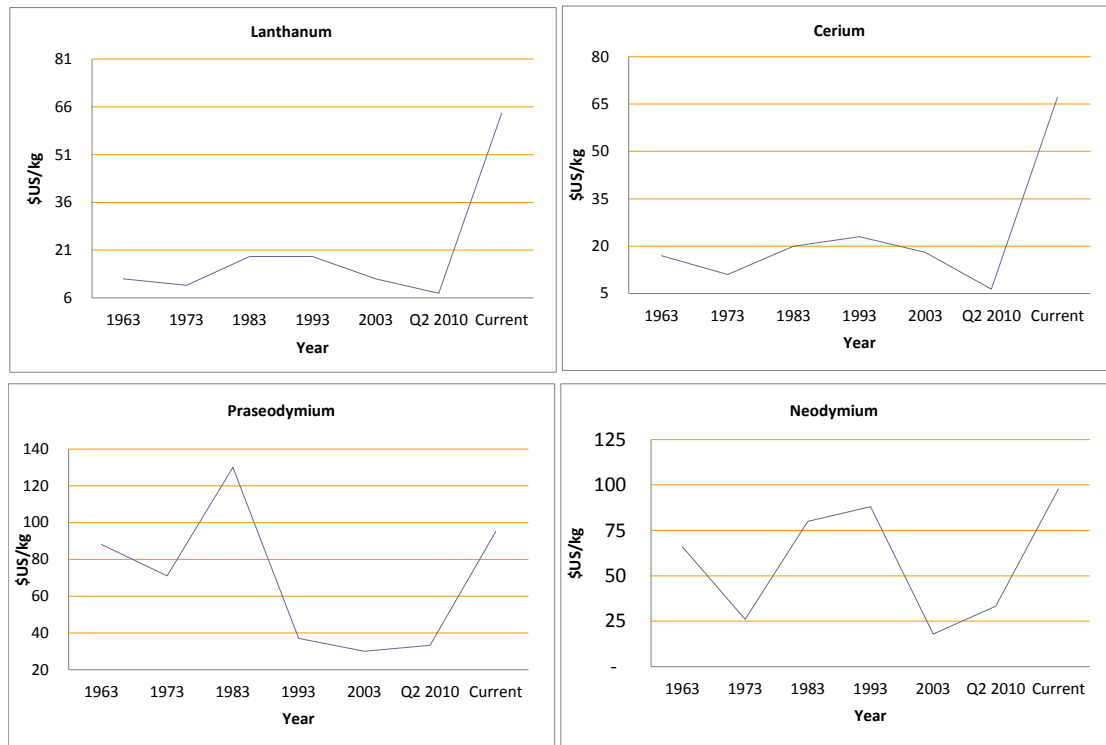 Lanthanum
81
66
51
36
21
6
$US/kg
1963 1973 1983 1993 2003 Q2 2010 Current
Year
Cerium
80
65
50
35
20
5
$US/kg
1963 1973 1983 1993 2003 Q2 2010 Current
Year
Praseodymium
140
120
100
80
60
40
20
$US/kg
1963 1973 1983 1993 2003 Q2 2010 Current
Year
Neodymium
125
100
75
50
25
-
$US/kg
1963 1973 1983 1993 2003 Q2 2010 Current
Year